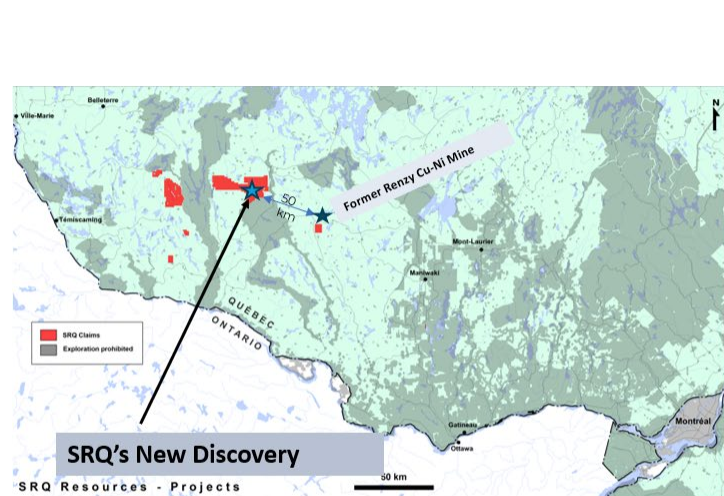 N
Belleterre
Ville-Marie
Former Renzy Cu-Ni Mine
50
km
Témiscaming
Mont-Laurier
Maniwaki
QUÉBEC
ONTARIO
SRQ Claims
Exploration prohibited
Montréal
Gatineau
Ottawa
SRQ's New Discovery
50 km
SRQ Resources - Projects